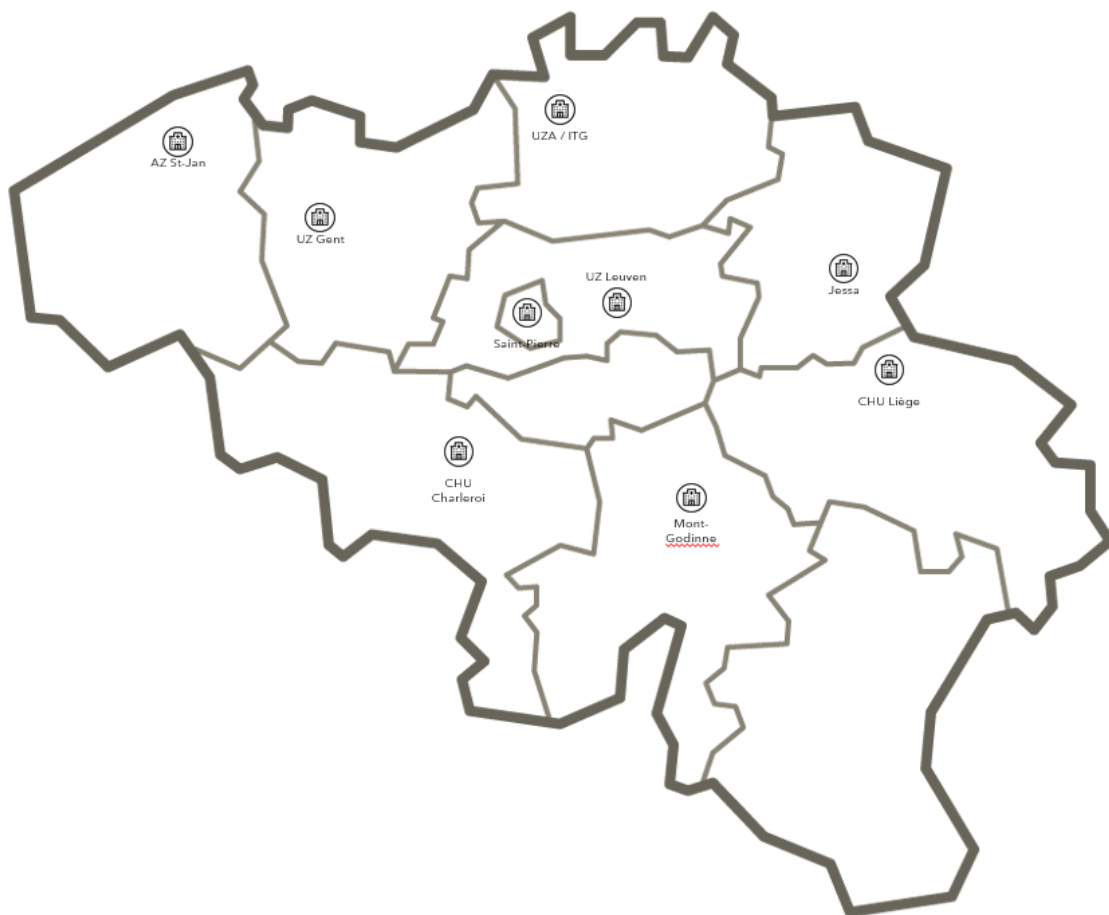 UZA / ITG
AZ St-Jan
UZ Gent
UZ Leuven
Jessa
Saint-Pierre
CHU Liège
CHU
Charleroi
Mont-
Godinne